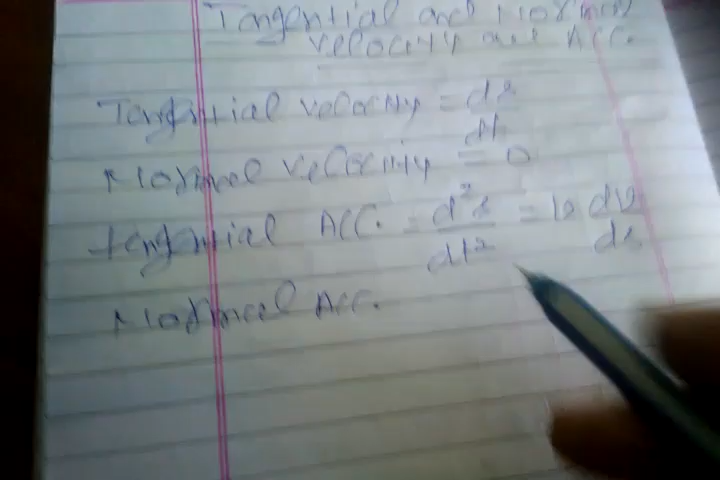 Tangential and Normal
velocity and Acc.
Tangential velocity = ds/dt
Normal velocity = 0
tangential Acc. = d²s/dt² = v dv/ds
Normal Acc.